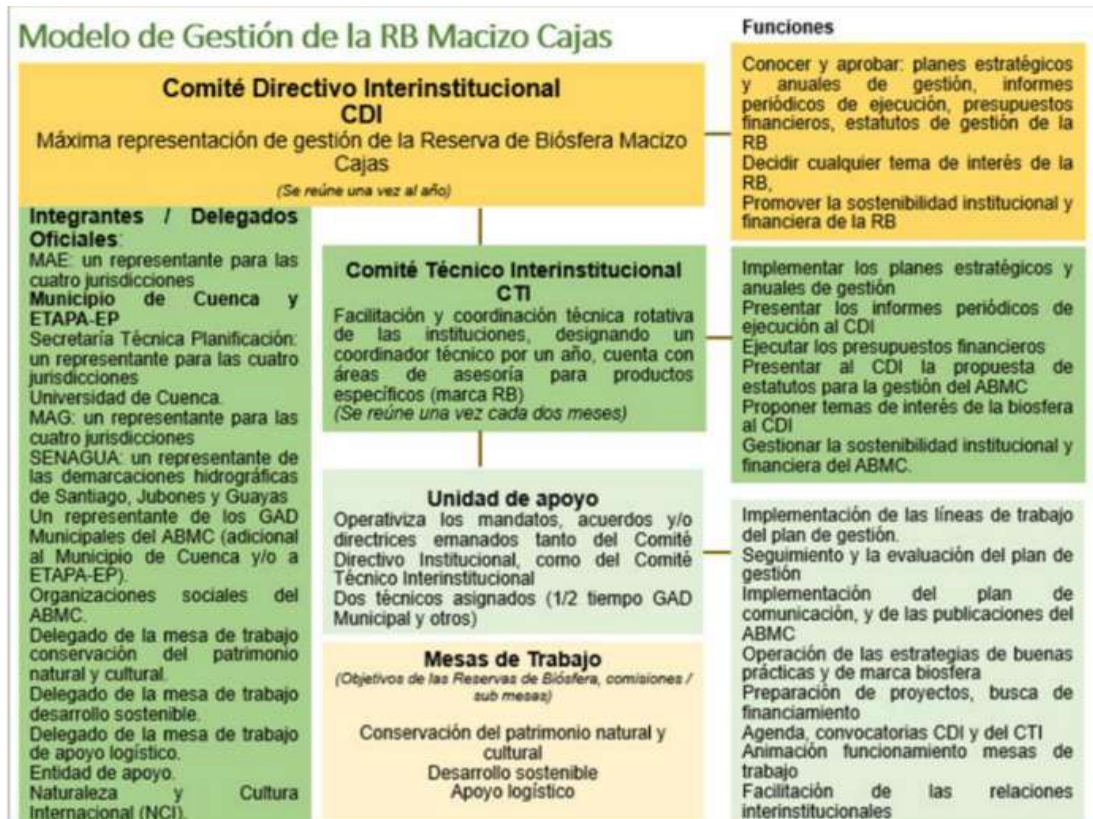 Modelo de Gestión de la RB Macizo Cajas
Comité Directivo Interinstitucional
CDI
Máxima representación de gestión de la Reserva de Biósfera Macizo
Cajas
(Se reúne una vez al año)
Funciones
Conocer y aprobar: planes estratégicos
y anuales de gestión, informes
periódicos de ejecución, presupuestos
financieros, estatutos de gestión de la
RB
Decidir cualquier tema de interés de la
RB,
Promover la sostenibilidad institucional y
financiera de la RB
Integrantes / Delegados
Oficiales:
MAE: un representante para las
cuatro jurisdicciones
Municipio de Cuenca y
ETAPA-EP
Secretaría Técnica Planificación:
un representante para las cuatro
jurisdicciones
Universidad de Cuenca.
MAG: un representante para las
cuatro jurisdicciones
SENAGUA: un representante de
las demarcaciones hidrográficas
de Santiago, Jubones y Guayas
Un representante de los GAD
Municipales del ABMC (adicional
al Municipio de Cuenca y/o a
ETAPA-EP).
Organizaciones sociales del
ABMC.
Delegado de la mesa de trabajo
conservación del patrimonio
natural y cultural.
Delegado de la mesa de trabajo
desarrollo sostenible.
Delegado de la mesa de trabajo
de apoyo logístico.
Entidad de apoyo.
Naturaleza y Cultura
Internacional (NCI).
Comité Técnico Interinstitucional
CTI
Facilitación y coordinación técnica rotativa
de las instituciones, designando un
coordinador técnico por un año, cuenta con
áreas de asesoría para productos
específicos (marca RB)
(Se reúne una vez cada dos meses)
Implementar los planes estratégicos y
anuales de gestión
Presentar los informes periódicos de
ejecución al CDI
Ejecutar los presupuestos financieros
Presentar al CDI la propuesta de
estatutos para la gestión del ABMC
Proponer temas de interés de la biosfera
al CDI
Gestionar la sostenibilidad institucional y
financiera del ABMC.
Unidad de apoyo
Operativiza los mandatos, acuerdos y/o
directrices emanados tanto del Comité
Directivo Institucional, como del Comité
Técnico Interinstitucional
Dos técnicos asignados (1/2 tiempo GAD
Municipal y otros)
Implementación de las líneas de trabajo
del plan de gestión.
Seguimiento y la evaluación del plan de
gestión
Implementación del plan de
comunicación, y de las publicaciones del
ABMC
Operación de las estrategias de buenas
prácticas y de marca biosfera
Preparación de proyectos, busca de
financiamiento
Agenda, convocatorias CDI y del CTI
Animación funcionamiento mesas de
trabajo
Facilitación de las relaciones
interinstitucionales
Mesas de Trabajo
(Objetivos de las Reservas de Biósfera, comisiones /
sub mesas)
Conservación del patrimonio natural y
cultural
Desarrollo sostenible
Apoyo logístico